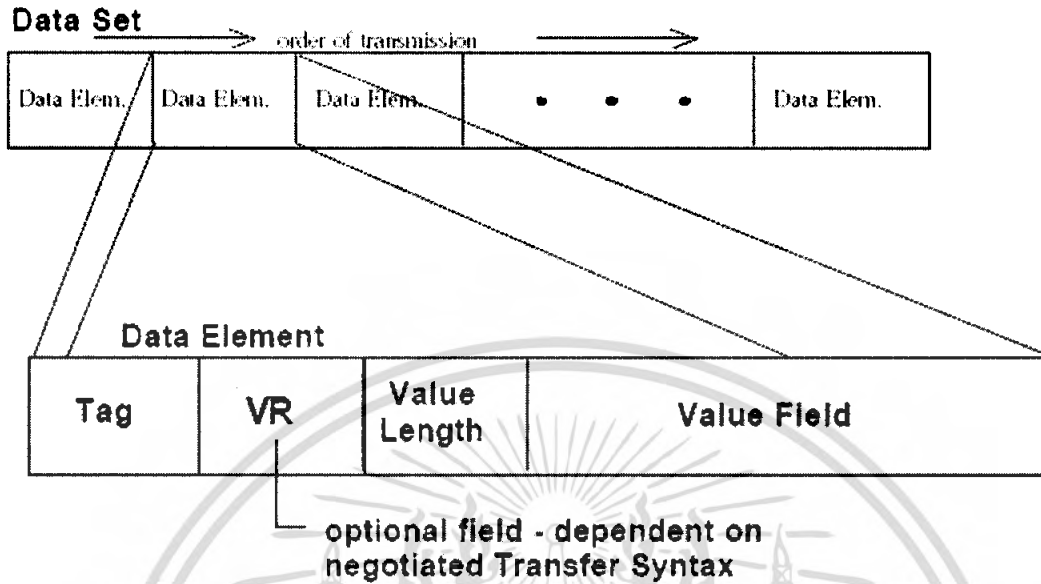 Data Set
order of transmission
Data Elem. Data Elem. Data Elem. • • • Data Elem.
Data Element
Tag VR Value Length Value Field
optional field - dependent on
negotiated Transfer Syntax